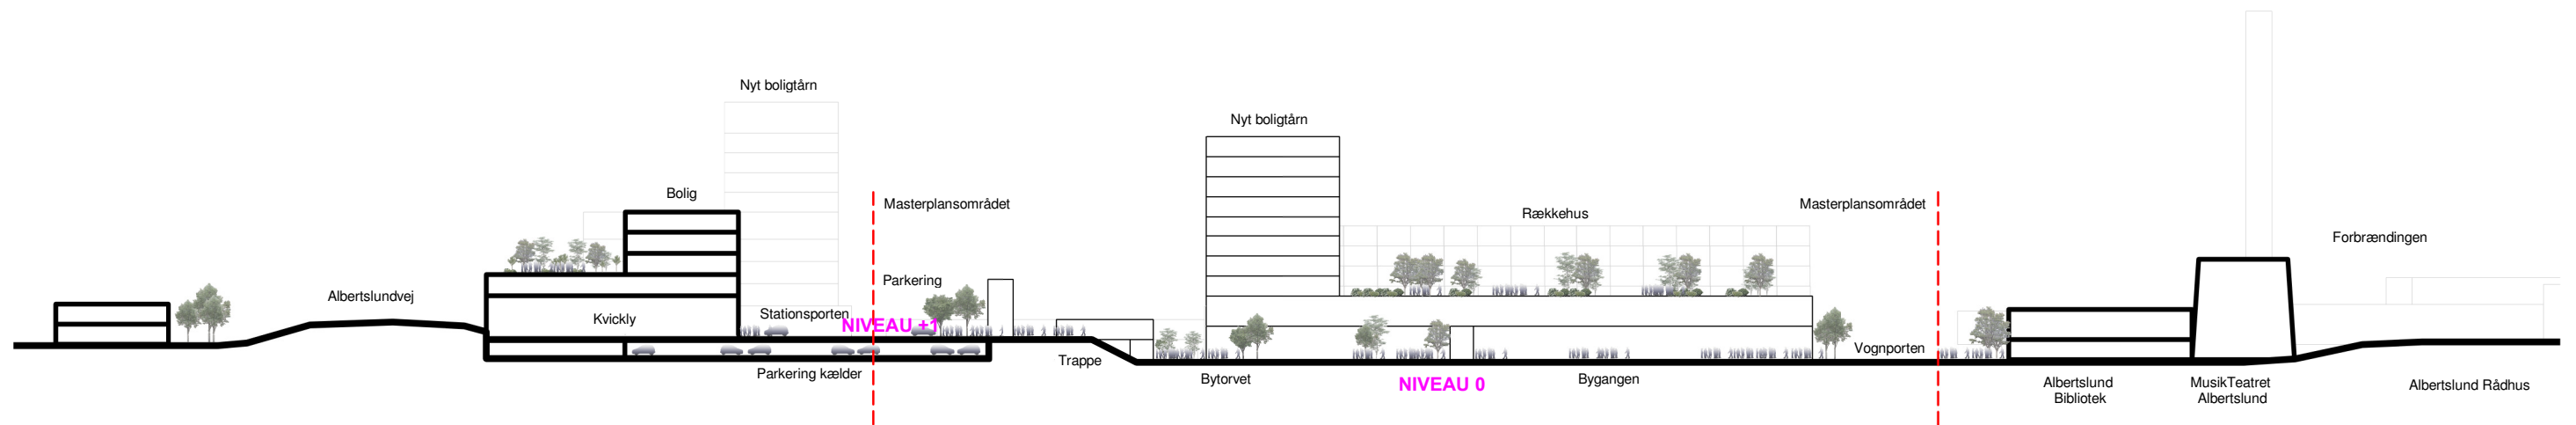 Nyt boligtårn
Nyt boligtårn
Bolig
Masterplansområdet
Masterplansområdet
Rækkehus
Forbrændingen
Parkering
Albertslundvej
Stationsporten
Kvickly
NIVEAU +1
Vognporten
Trappe
Parkering kælder
Bytorvet
NIVEAU 0
Bygangen
Albertslund
Bibliotek
MusikTeatret
Albertslund
Albertslund Rådhus